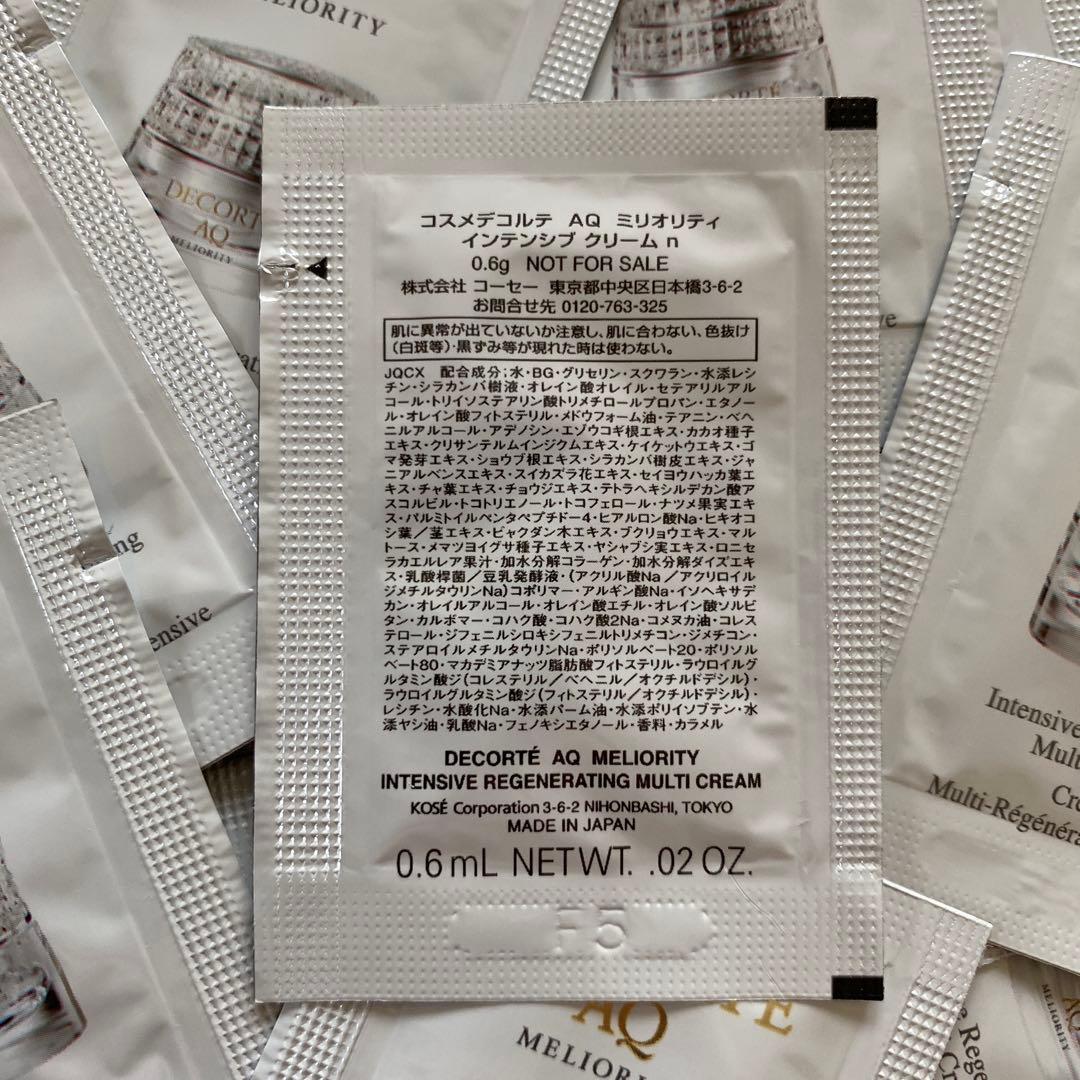 MELIORITY
DECORT
AQ
MELIORITY
コスメデコルテ AQ ミリオリティ
インテンシブ クリーム n
0.6g NOT FOR SALE
株式会社 コーセー 東京都中央区日本橋3-6-2
お問合せ先 0120-763-325
肌に異常が出ていないか注意し、肌に合わない、色抜け
（白斑等）・黒ずみ等が現れた時は使わない。
JQCX 配合成分；水・BG・グリセリン・スクワラン・水添レシ
チン・シラカンバ樹液・オレイン酸オレイル・セテアリルアル
コール・トリイソステアリン酸トリメチロールプロパン・エタノー
ル・オレイン酸フィトステリル・メドウフォーム油・テアニン・ベヘ
ニルアルコール・アデノシン・エゾウコギ根エキス・カカオ種子
エキス・クリサンテルムインジクムエキス・ケイケットウエキス・ゴ
マ発芽エキス・ショウブ根エキス・シラカンバ樹皮エキス・ジャ
ニアルベンスエキス・スイカズラ花エキス・セイヨウハッカ葉エ
キス・チャ葉エキス・チョウジエキス・テトラヘキシルデカン酸ア
スコルビル・トコトリエノール・トコフェロール・ナツメ果実エキ
ス・パルミトイルペンタペプチド-4・ヒアルロン酸Na・ヒキオコ
シ葉／茎エキス・ビャクダン木エキス・ブクリョウエキス・マル
トース・メマツヨイグサ種子エキス・ヤシャブシ実エキス・ロニセ
ラカエルレア果汁・加水分解コラーゲン・加水分解ダイズエキ
ス・乳酸桿菌／豆乳発酵液・（アクリル酸Na／アクリロイル
ジメチルタウリンNa）コポリマー・アルギン酸Na・イソヘキサデ
カン・オレイルアルコール・オレイン酸エチル・オレイン酸ソルビ
タン・カルボマー・コハク酸・コハク酸2Na・コメヌカ油・コレス
テロール・ジフェニルシロキシフェニルトリメチコン・ジメチコン・
ステアロイルメチルタウリンNa・ポリソルベート20・ポリソル
ベート80・マカデミアナッツ脂肪酸フィトステリル・ラウロイルグ
ルタミン酸ジ（コレステリル／ベヘニル／オクチルドデシル）・
ラウロイルグルタミン酸ジ（フィトステリル／オクチルドデシル）・
レシチン・水酸化Na・水添パーム油・水添ポリイソブテン・水
添ヤシ油・乳酸Na・フェノキシエタノール・香料・カラメル
DECORTÉ AQ MELIORITY
INTENSIVE REGENERATING MULTI CREAM
KOSÉ Corporation 3-6-2 NIHONBASHI, TOKYO
MADE IN JAPAN
0.6mL NET WT. .02 OZ.
F5
Intensive
Multi-Régénéra
AQ
MELIOR
MELIORITY